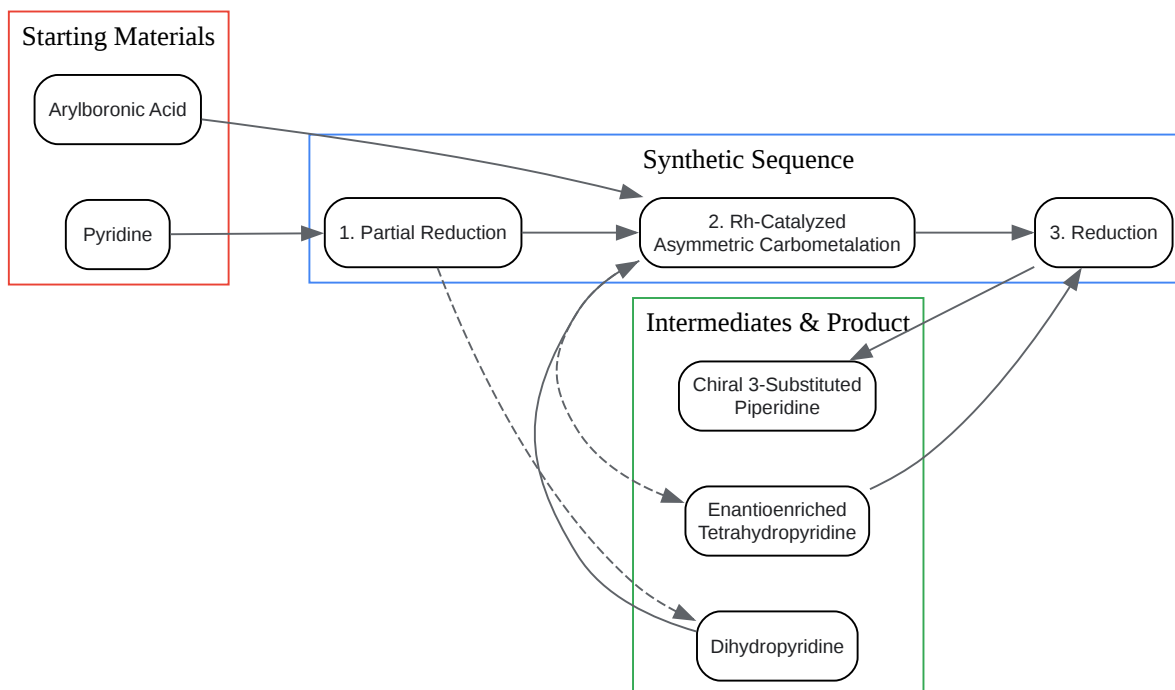 Starting Materials
Arylboronic Acid
Pyridine
Synthetic Sequence
1. Partial Reduction
2. Rh-Catalyzed
Asymmetric Carbometalation
3. Reduction
Intermediates & Product
Chiral 3-Substituted
Piperidine
Enantioenriched
Tetrahydropyridine
Dihydropyridine